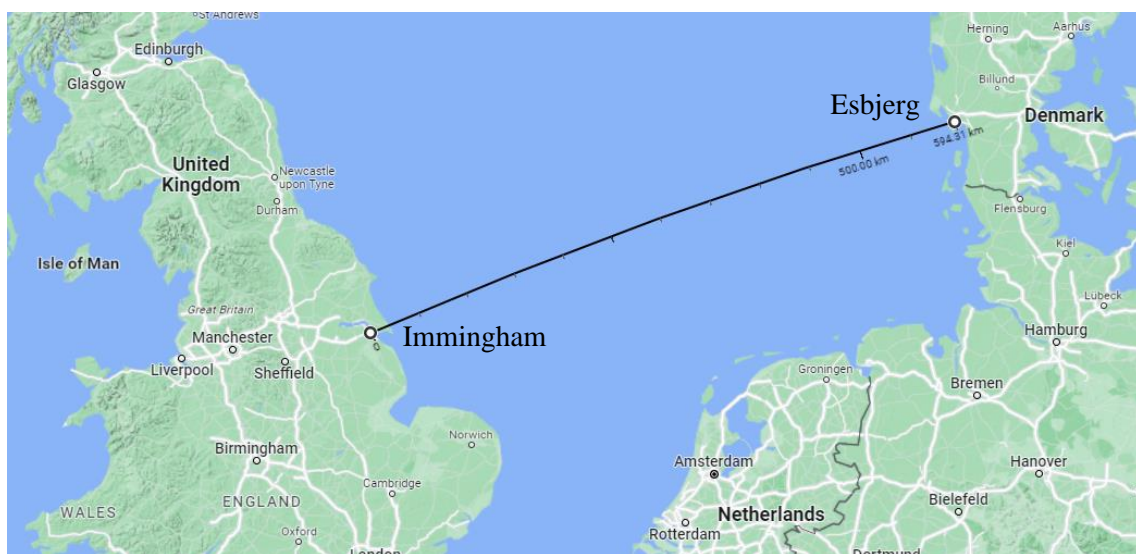 St Andrews
Edinburgh
Glasgow
Herning
Aarhus
Billund
Esbjerg
Denmark
594.31 km
500.00 km
United
Kingdom
Newcastle
upon Tyne
Durham
Flensburg
Kiel
Isle of Man
Lübeck
Great Britain
Immingham
0
Manchester
Liverpool
Sheffield
Hamburg
Groningen
Bremen
Norwich
Birmingham
Amsterdam
Hanover
Cambridge
ENGLAND
WALES
Bielefeld
Netherlands
Rotterdam
Oxford
London
Dortmund